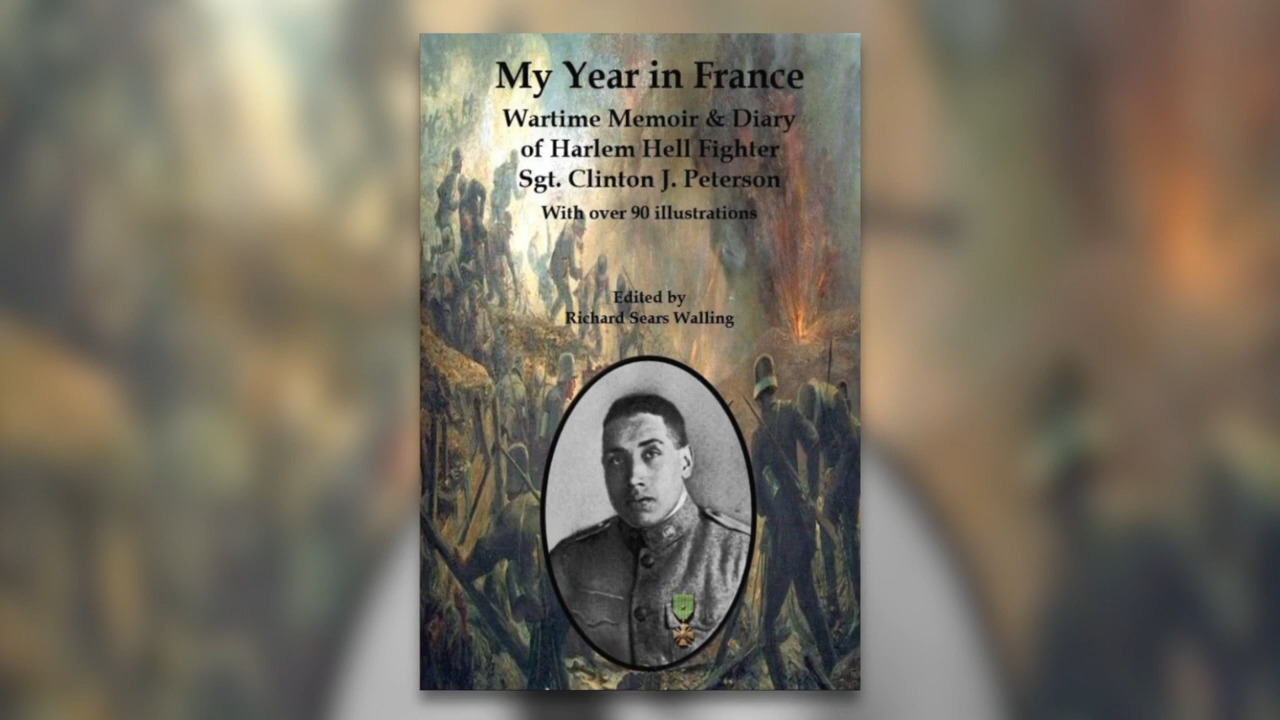 My Year in France
Wartime Memoir & Diary
of Harlem Hell Fighter
Sgt. Clinton J. Peterson
With over 90 illustrations
Edited by
Richard Sears Walling